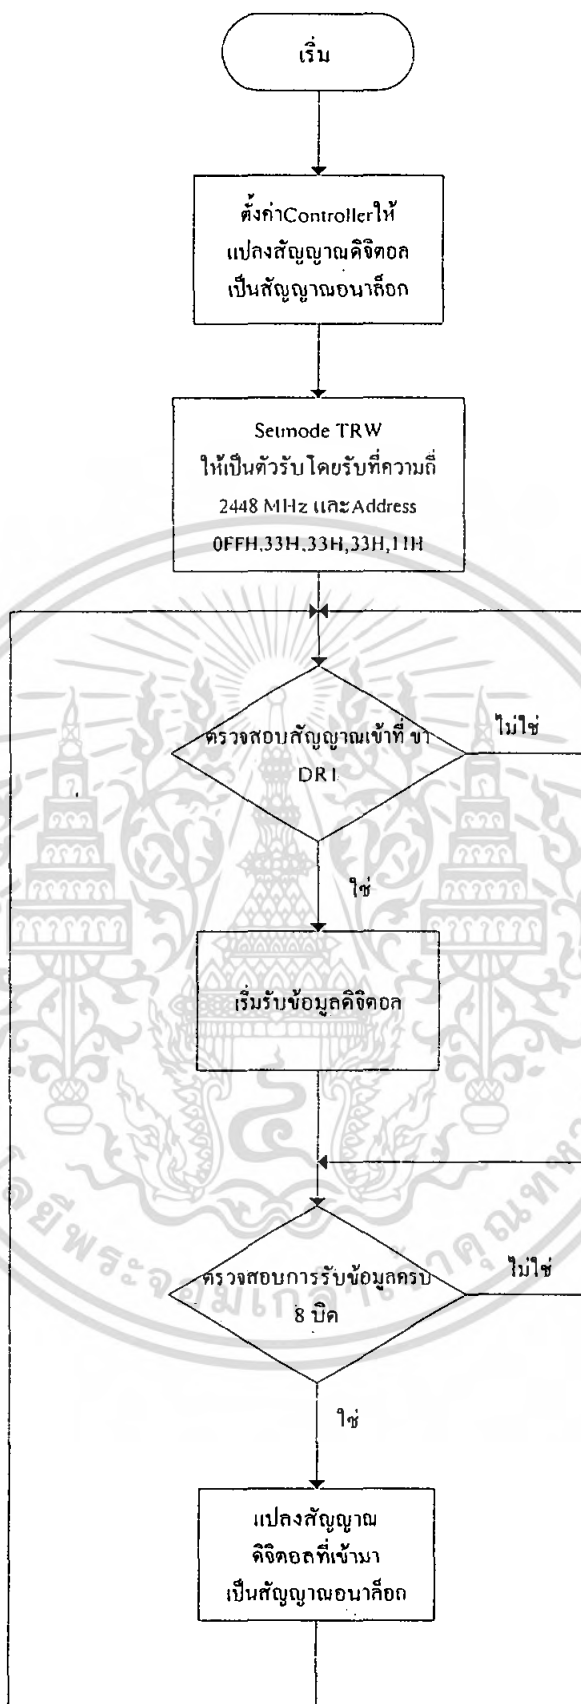 เริ่ม
ตั้งค่าControllerให้
แปลงสัญญาณดิจิตอล
เป็นสัญญาณอนาล็อก
Setmode TRW
ให้เป็นตัวรับ โดยรับที่ความถี่
2448 MHz และAddress
0FFH,33H,33H,33H,11H
ตรวจสอบสัญญาณเข้าที่ ขา
DR1
ไม่ใช่
ใช่
เริ่มรับข้อมูลดิจิตอล
ตรวจสอบการรับข้อมูลครบ
8 บิต
ไม่ใช่
ใช่
แปลงสัญญาณ
ดิจิตอลที่เข้ามา
เป็นสัญญาณอนาล็อก